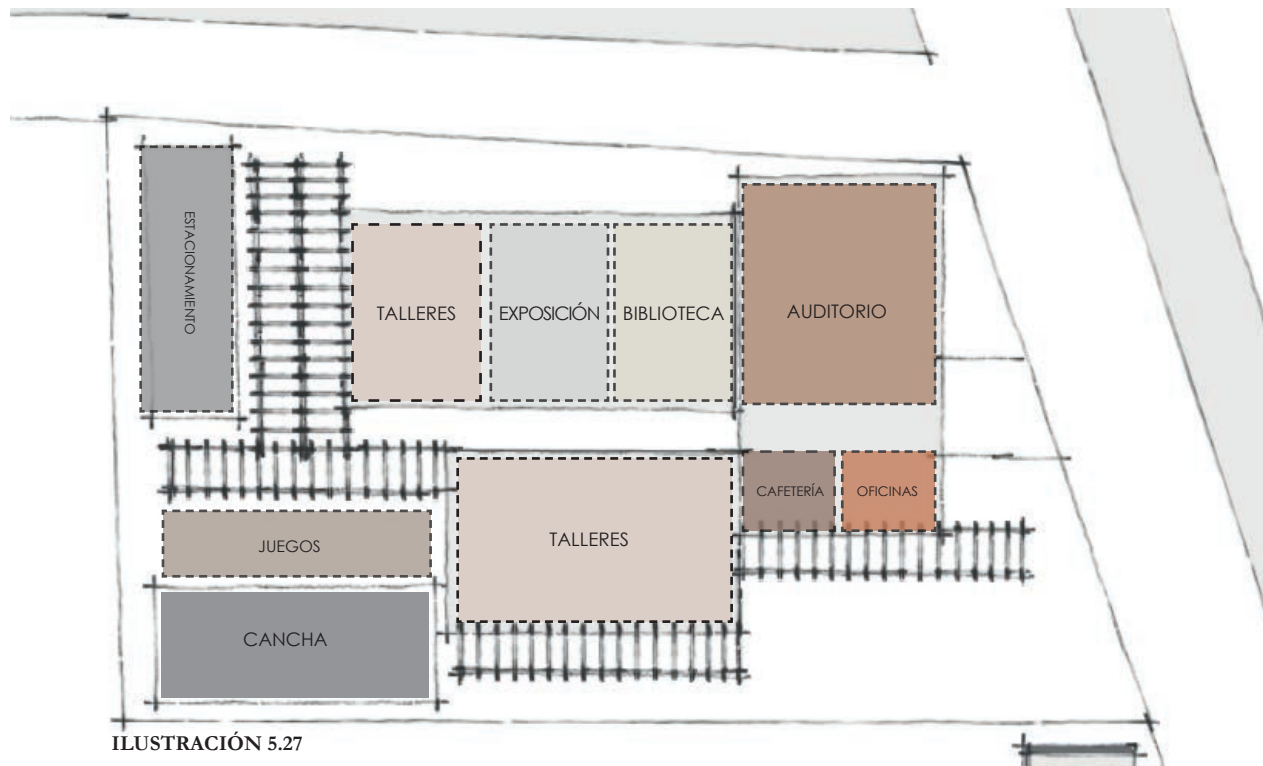 ESTACIONAMIENTO
TALLERES
EXPOSICIÓN
BIBLIOTECA
AUDITORIO
CAFETERÍA
OFICINAS
TALLERES
JUEGOS
CANCHA
ILUSTRACIÓN 5.27